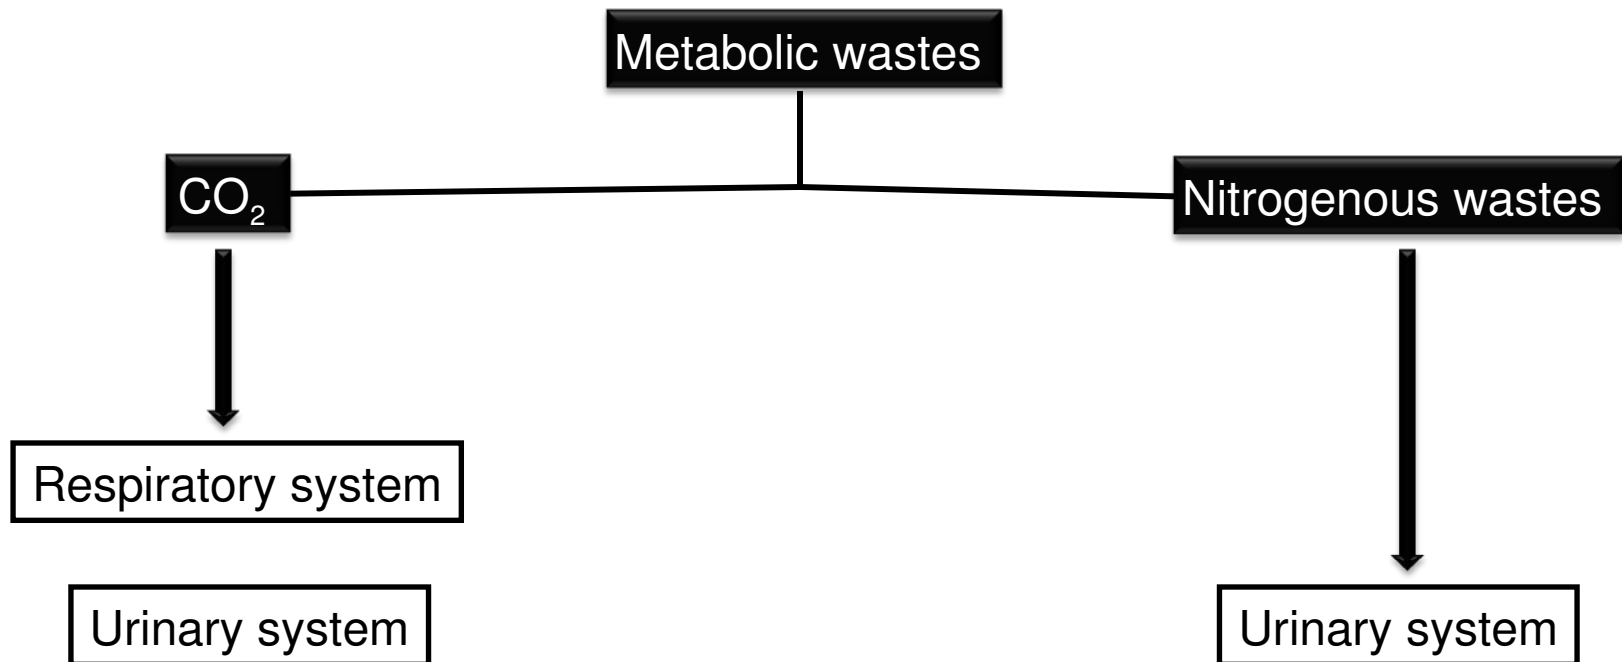 Metabolic wastes
CO₂
Nitrogenous wastes
Respiratory system
Urinary system
Urinary system